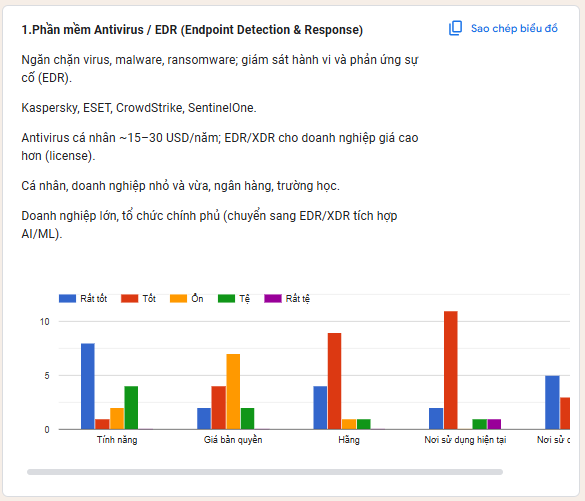 1.Phần mềm Antivirus / EDR (Endpoint Detection & Response)
Sao chép biểu đồ
Ngăn chặn virus, malware, ransomware; giám sát hành vi và phản ứng sự
cố (EDR).
Kaspersky, ESET, CrowdStrike, SentinelOne.
Antivirus cá nhân ~15–30 USD/năm; EDR/XDR cho doanh nghiệp giá cao
hơn (license).
Cá nhân, doanh nghiệp nhỏ và vừa, ngân hàng, trường học.
Doanh nghiệp lớn, tổ chức chính phủ (chuyển sang EDR/XDR tích hợp
AI/ML).
Rất tốt Tốt Ổn Tệ Rất tệ
10
5
0
Tính năng Giá bản quyền Hãng Nơi sử dụng hiện tại Nơi sử